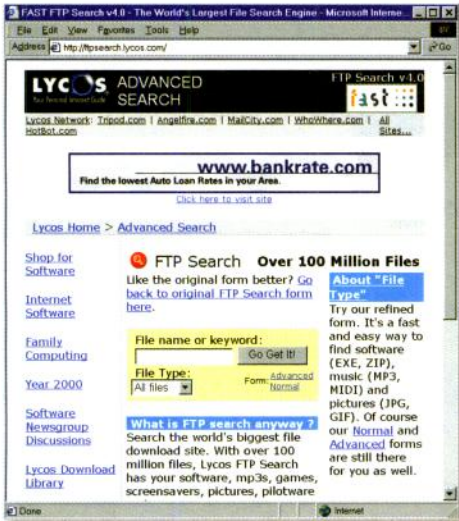 FAST FTP Search v4.0 - The World's Largest File Search Engine - Microsoft Interne...
File Edit View Favorites Tools Help
Address http://ftpsearch.lycos.com/ Go
LYCOS
Your Personal Internet Guide
ADVANCED
SEARCH
FTP Search v4.0
fast
Lycos Network: Tripod.com | Angelfire.com | MailCity.com | WhoWhere.com | All
HotBot.com Sites...
www.bankrate.com
Find the lowest Auto Loan Rates in your Area.
Click here to visit site
Lycos Home > Advanced Search
Shop for
Software
Internet
Software
Family
Computing
Year 2000
Software
Newsgroup
Discussions
Lycos Download
Library
FTP Search Over 100 Million Files
Like the original form better? Go
back to original FTP Search form
here.
File name or keyword:
Go Get It!
File Type:
All files
Form: Advanced
Normal
What is FTP search anyway ?
Search the world's biggest file
download site. With over 100
million files, Lycos FTP Search
has your software, mp3s, games,
screensavers, pictures, pilotware
About "File
Type"
Try our refined
form. It's a fast
and easy way to
find software
(EXE, ZIP),
music (MP3,
MIDI) and
pictures (JPG,
GIF). Of course
our Normal and
Advanced forms
are still there
for you as well.
Done
Internet